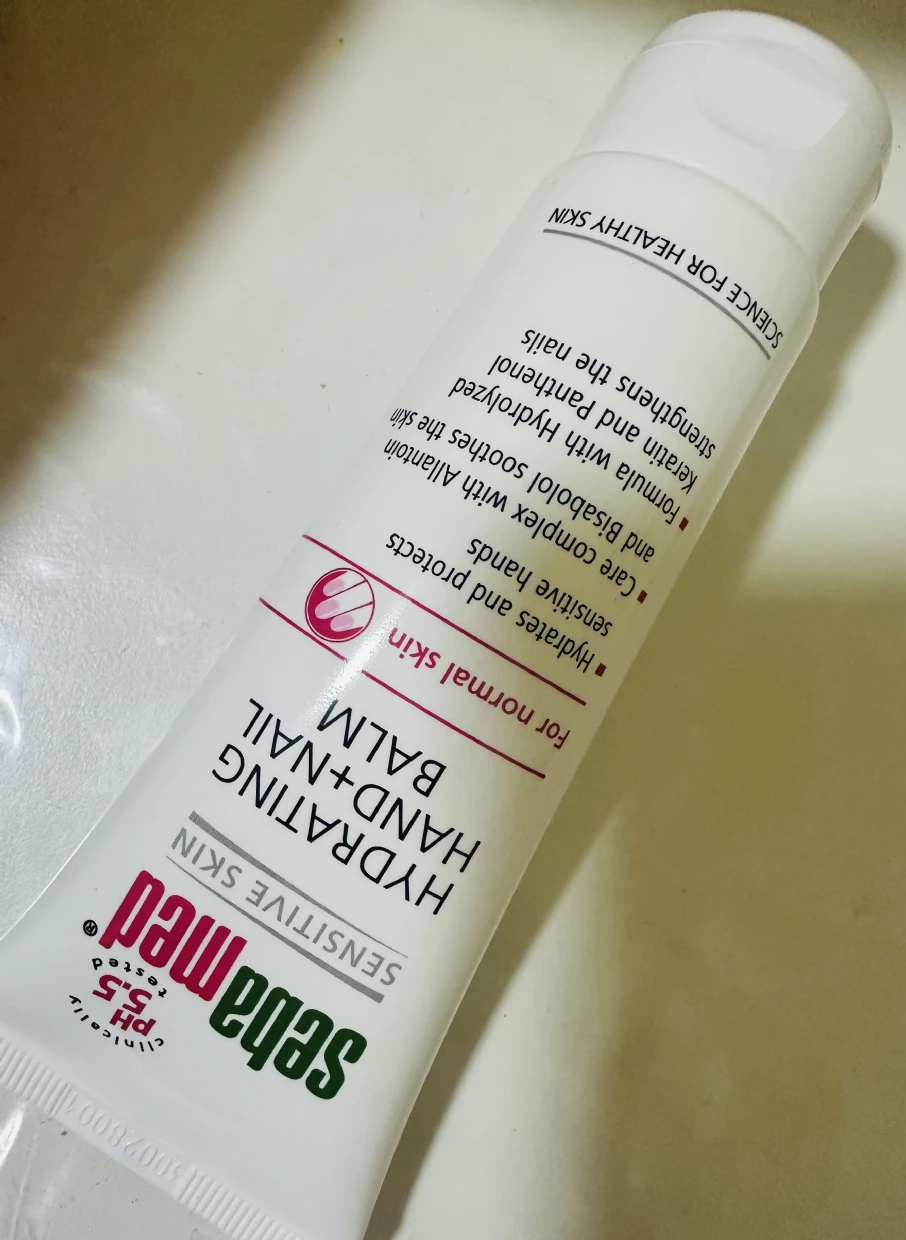 clinically
pH
5.5
tested
sebamed®
SENSITIVE SKIN
HYDRATING
HAND+NAIL
BALM
For normal skin
▪ Hydrates and protects
sensitive hands
▪ Care complex with Allantoin
and Bisabolol soothes the skin
▪ Formula with Hydrolyzed
Keratin and Panthenol
strengthens the nails
SCIENCE FOR HEALTHY SKIN